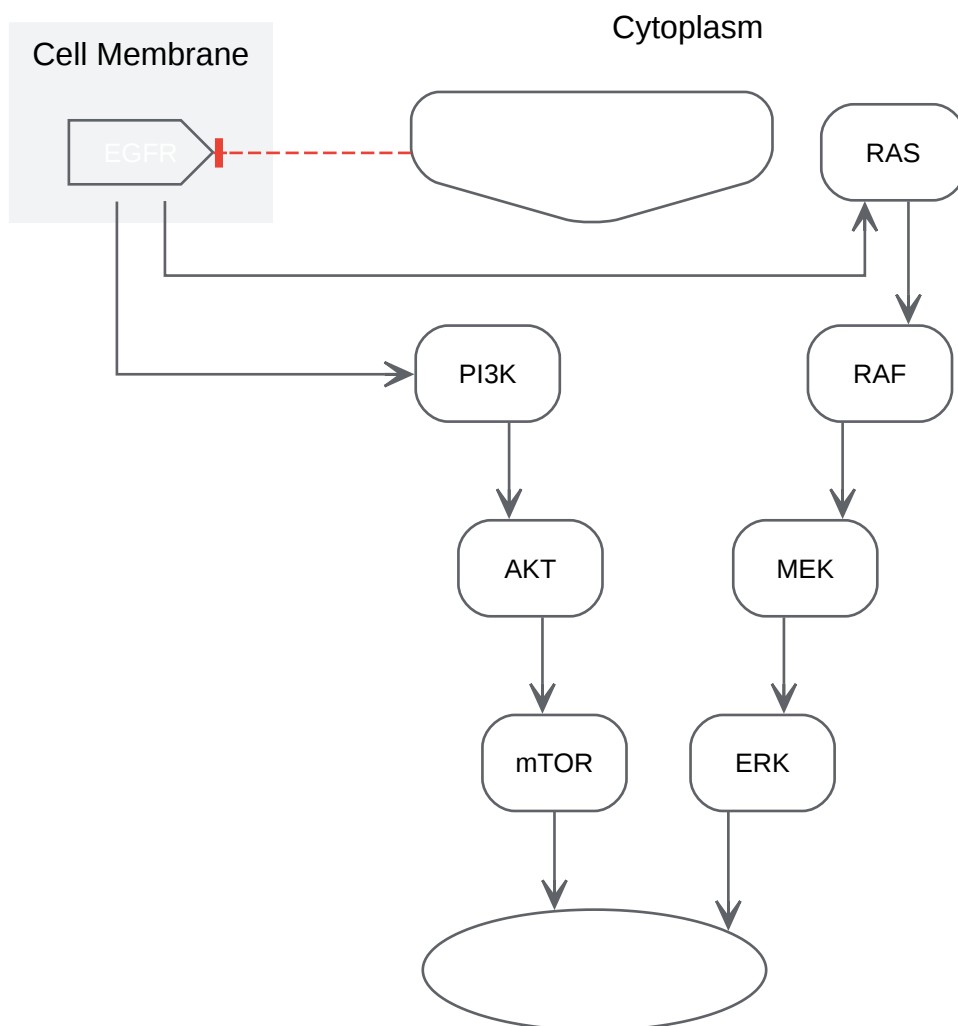 Cytoplasm
Cell Membrane
EGFR
RAS
PI3K
RAF
AKT
MEK
mTOR
ERK